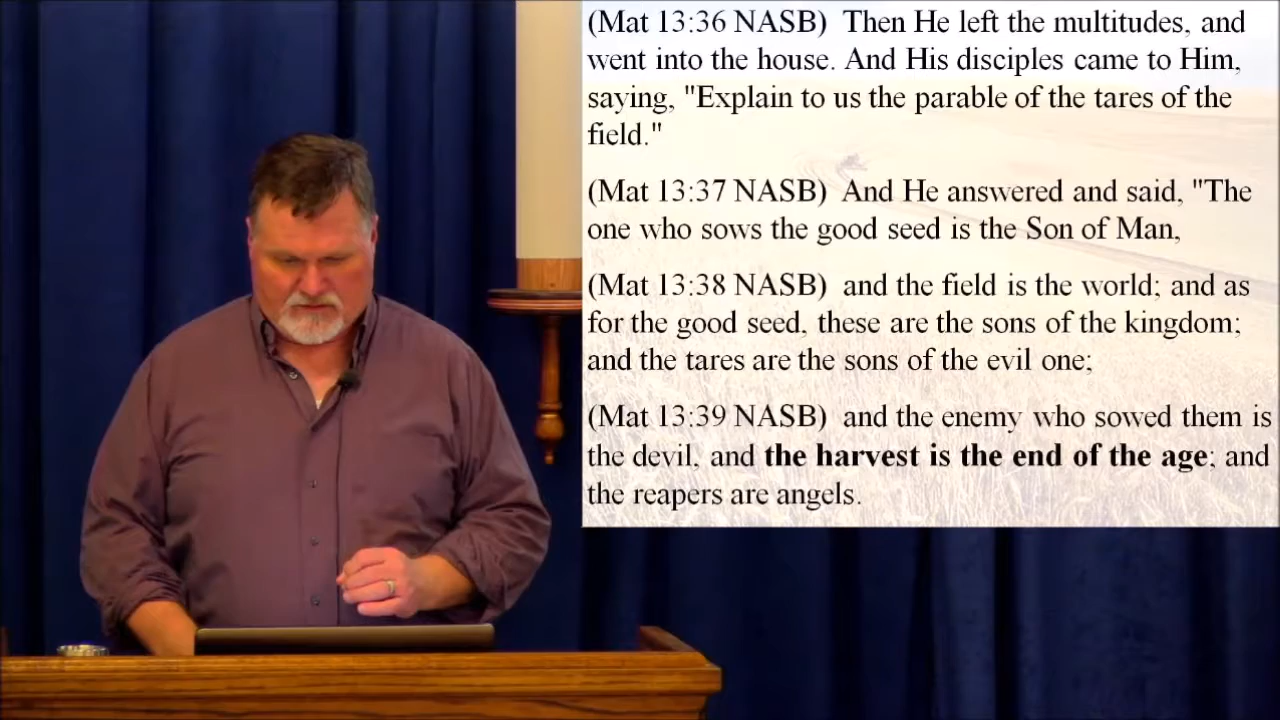 (Mat 13:36 NASB) Then He left the multitudes, and
went into the house. And His disciples came to Him,
saying, "Explain to us the parable of the tares of the
field."
(Mat 13:37 NASB) And He answered and said, "The
one who sows the good seed is the Son of Man,
(Mat 13:38 NASB) and the field is the world; and as
for the good seed, these are the sons of the kingdom;
and the tares are the sons of the evil one;
(Mat 13:39 NASB) and the enemy who sowed them is
the devil, and the harvest is the end of the age; and
the reapers are angels.